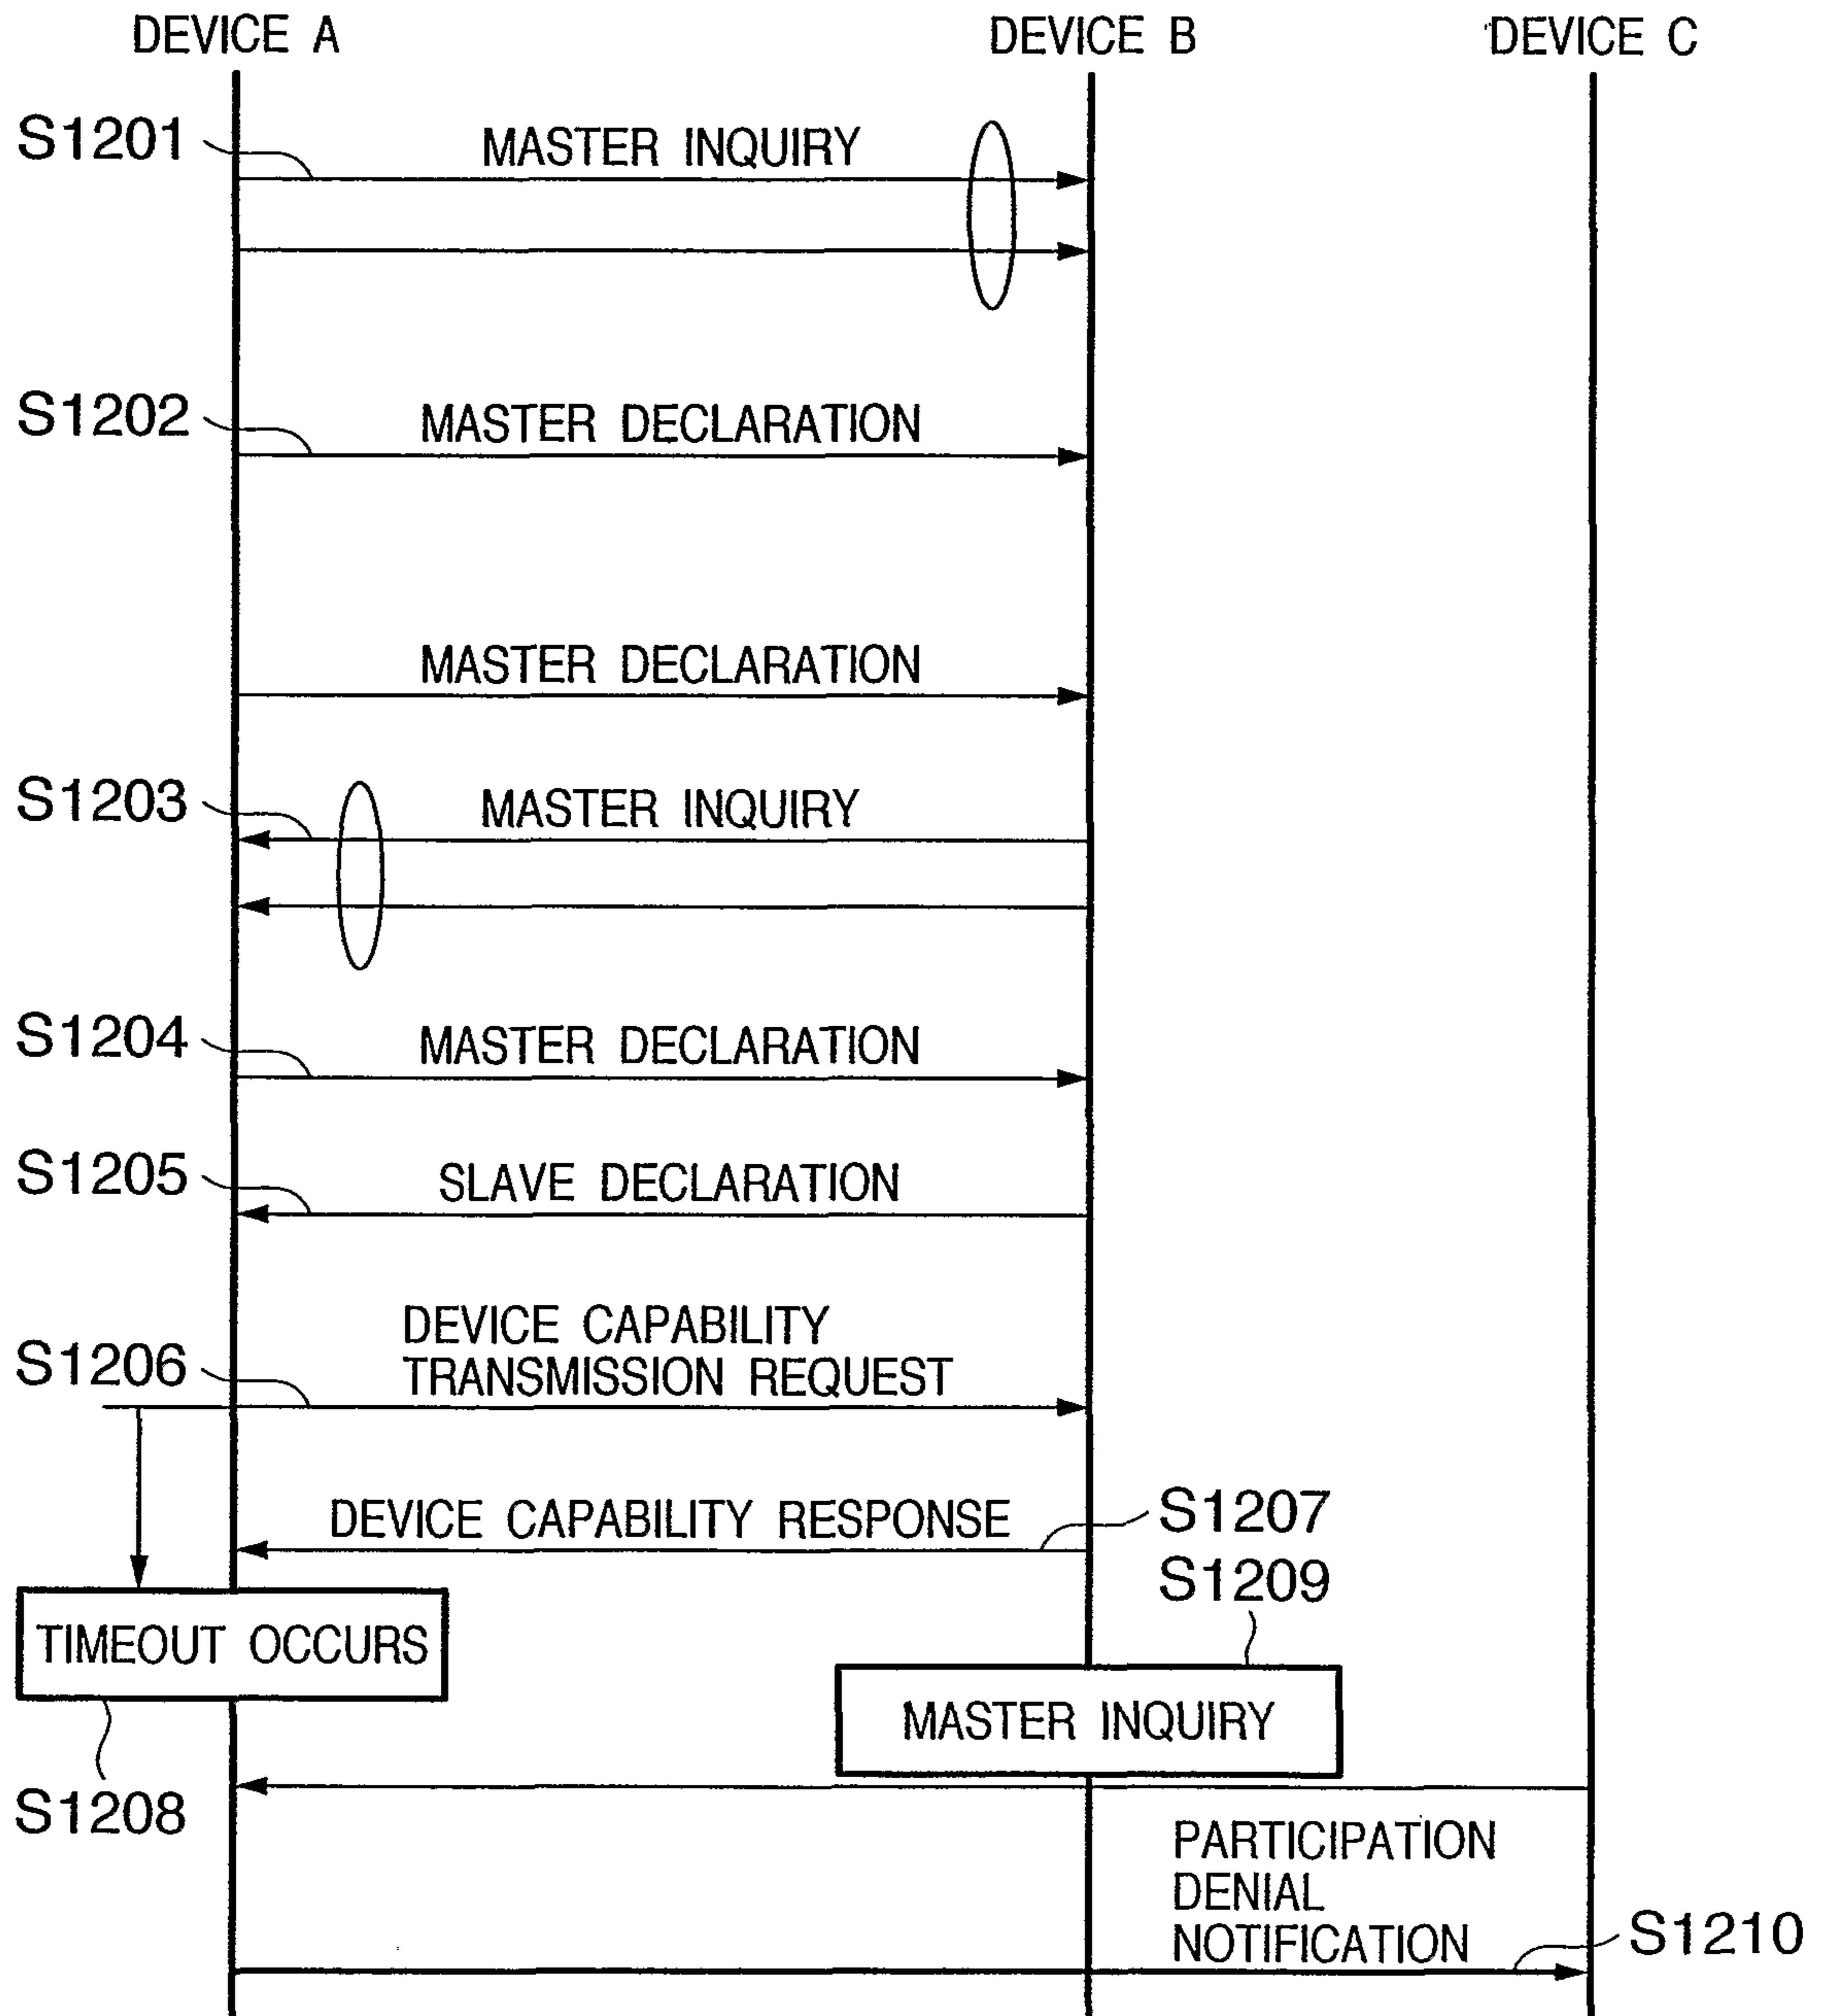 DEVICE A
DEVICE B
DEVICE C
S1201
MASTER INQUIRY
S1202
MASTER DECLARATION
MASTER DECLARATION
S1203
MASTER INQUIRY
S1204
MASTER DECLARATION
S1205
SLAVE DECLARATION
S1206
DEVICE CAPABILITY
TRANSMISSION REQUEST
DEVICE CAPABILITY RESPONSE
S1207
S1209
TIMEOUT OCCURS
MASTER INQUIRY
S1208
PARTICIPATION
DENIAL
NOTIFICATION
S1210